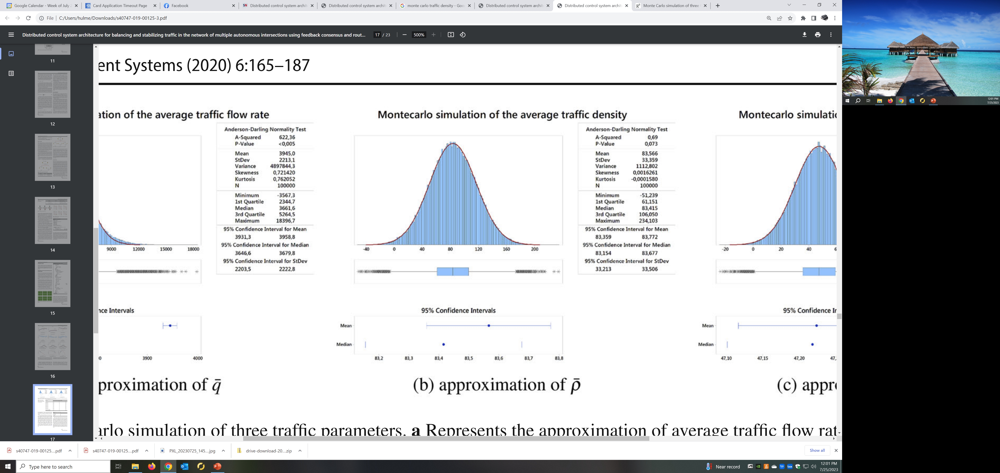 Google Calendar - Week of July 2
Card Application Timeout Page
Facebook
SN Distributed control system archit
Distributed control system archit
monte carlo traffic density - Goo
Distributed control system archit
Distributed control system archit
R⁶ Monte Carlo simulation of three
File C:/Users/hulme/Downloads/s40747-019-00125-3.pdf
Distributed control system architecture for balancing and stabilizing traffic in the network of multiple autonomous intersections using feedback consensus and rout...
17 / 23
500%
11
12
13
14
15
16
17
ent Systems (2020) 6:165–187
ation of the average traffic flow rate
Anderson-Darling Normality Test
A-Squared 622,36
P-Value <0,005
Mean 3945,0
StDev 2213,1
Variance 4897844,3
Skewness 0,721420
Kurtosis 0,762052
N 100000
Minimum -3567,3
1st Quartile 2344,7
Median 3661,6
3rd Quartile 5264,5
Maximum 18396,7
95% Confidence Interval for Mean
3931,3 3958,8
95% Confidence Interval for Median
3646,6 3679,8
95% Confidence Interval for StDev
2203,5 2222,8
9000 12000 15000 18000
nce Intervals
0 3900 4000
proximation of q̄
Montecarlo simulation of the average traffic density
Anderson-Darling Normality Test
A-Squared 0,69
P-Value 0,073
Mean 83,566
StDev 33,359
Variance 1112,802
Skewness 0,0016261
Kurtosis -0,0001580
N 100000
Minimum -51,239
1st Quartile 61,151
Median 83,415
3rd Quartile 106,050
Maximum 234,103
95% Confidence Interval for Mean
83,359 83,772
95% Confidence Interval for Median
83,154 83,677
95% Confidence Interval for StDev
33,213 33,506
-40 0 40 80 120 160 200
95% Confidence Intervals
Mean
Median
83,2 83,3 83,4 83,5 83,6 83,7 83,8
(b) approximation of ρ̄
Montecarlo simulatio
-20 0 20 40 6
95% Confidence In
Mean
Median
47,10 47,15 47,20 47,
(c) appr
arlo simulation of three traffic parameters. a Represents the approximation of average traffic flow rat
s40747-019-00125....pdf
s40747-019-00125....pdf
PXL_20230725_145....jpg
drive-download-20....zip
Show all
Type here to search
Near record
12:01 PM
7/25/2023
12:01 PM
7/25/2023